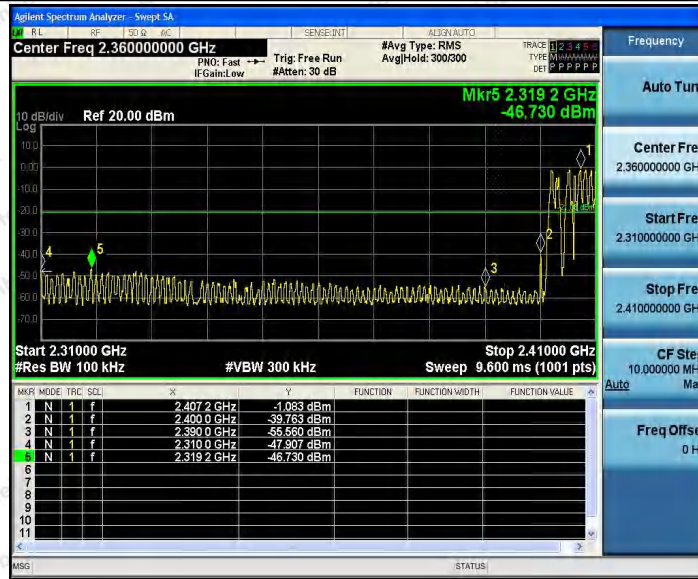 Agilent Spectrum Analyzer - Swept SA
RL RF 50 Ω AC SENSE:INT ALIGN AUTO
Center Freq 2.360000000 GHz
PNO: Fast
IFGain:Low
Trig: Free Run
#Atten: 30 dB
#Avg Type: RMS
Avg|Hold: 300/300
TRACE 1 2 3 4 5 6
TYPE M
DET P P P P P P
Mkr5 2.319 2 GHz
-46.730 dBm
10 dB/div Ref 20.00 dBm
Log
10.0
0.00
-10.0
-20.0
-30.0
-40.0
-50.0
-60.0
-70.0
1
2
3
4
5
Start 2.31000 GHz
#Res BW 100 kHz
#VBW 300 kHz
Stop 2.41000 GHz
Sweep 9.600 ms (1001 pts)
MKR MODE TRC SCL X Y FUNCTION FUNCTION WIDTH FUNCTION VALUE
1 N 1 f 2.407 2 GHz -1.083 dBm
2 N 1 f 2.400 0 GHz -39.763 dBm
3 N 1 f 2.390 0 GHz -55.560 dBm
4 N 1 f 2.310 0 GHz -47.907 dBm
5 N 1 f 2.319 2 GHz -46.730 dBm
6
7
8
9
10
11
MSG STATUS
Frequency
Auto Tun
Center Fre
2.360000000 GH
Start Fre
2.310000000 GH
Stop Fre
2.410000000 GH
CF Ste
10.000000 MH
Auto Ma
Freq Offse
0 H